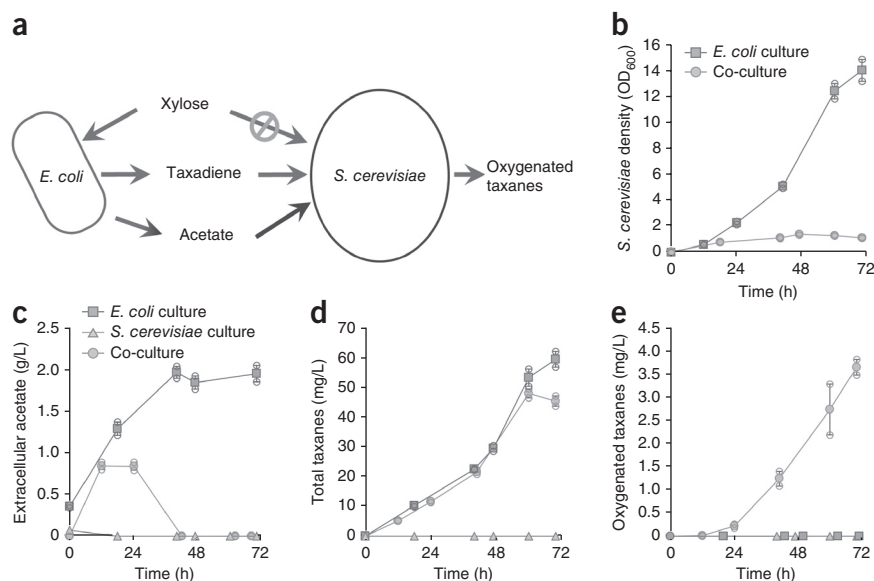 a
Xylose
E. coli
Taxadiene
S. cerevisiae
Oxygenated
taxanes
Acetate
b
16
14
12
10
8
6
4
2
0
S. cerevisiae density (OD600)
E. coli culture
Co-culture
0 24 48 72
Time (h)
c
E. coli culture
S. cerevisiae culture
Co-culture
2.5
2.0
1.5
1.0
0.5
0
Extracellular acetate (g/L)
0 24 48 72
Time (h)
d
70
60
50
40
30
20
10
0
Total taxanes (mg/L)
0 24 48 72
Time (h)
e
4.5
4.0
3.5
3.0
2.5
2.0
1.5
1.0
0.5
0
Oxygenated taxanes (mg/L)
0 24 48 72
Time (h)